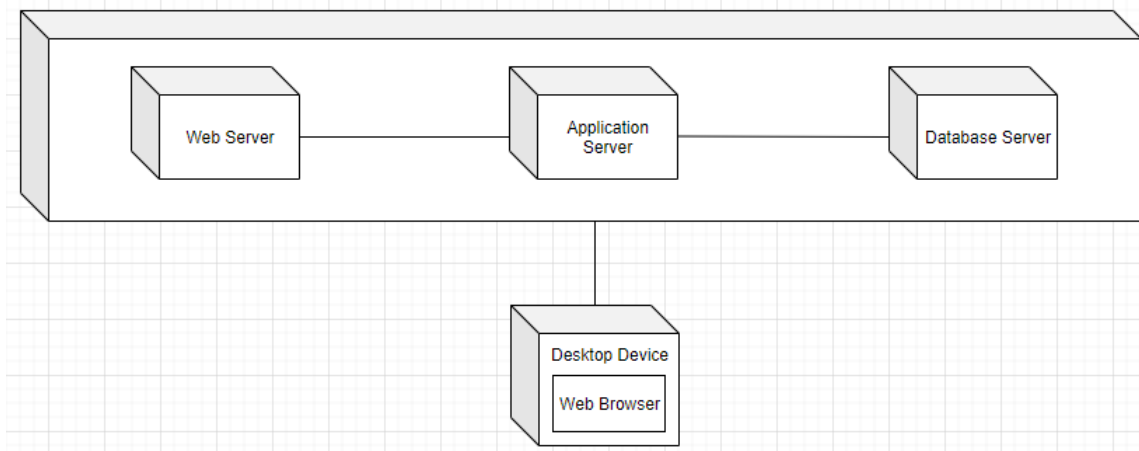 Web Server
Application
Server
Database Server
Desktop Device
Web Browser